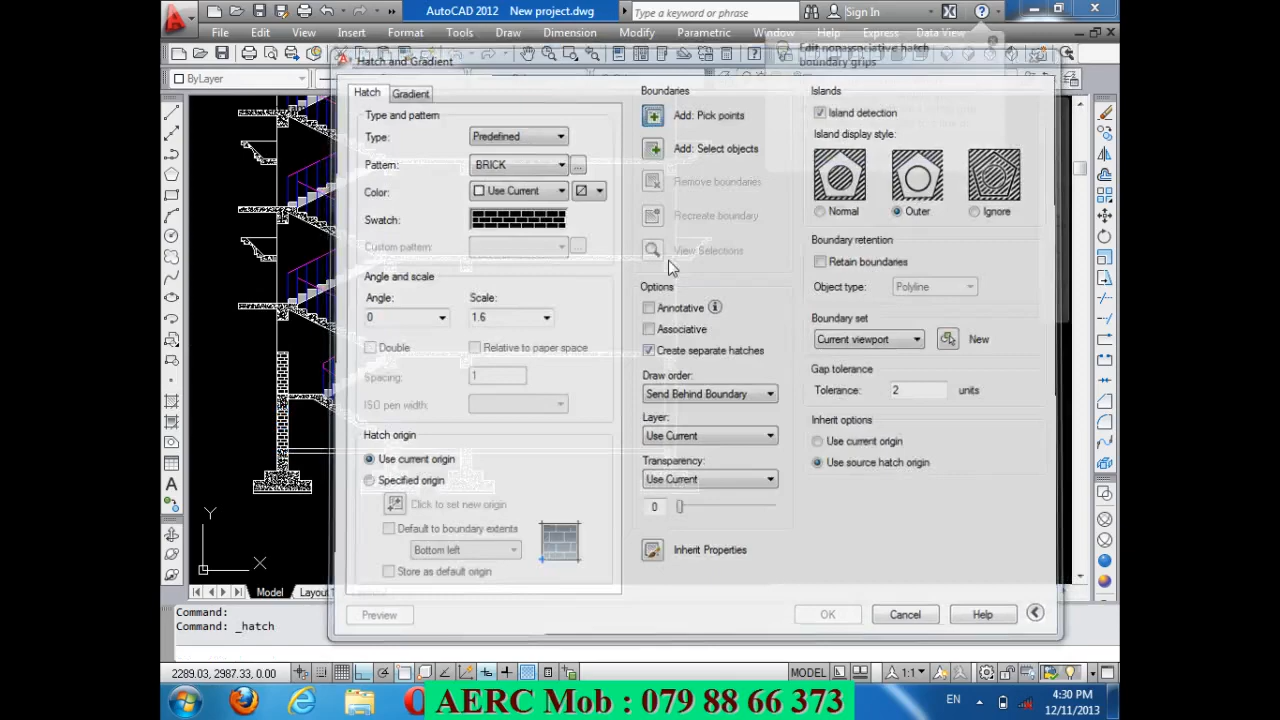 AutoCAD 2012 New project.dwg
Type a keyword or phrase
Sign In
File Edit View Insert Format Tools Draw Dimension Modify Parametric Window Help Express Data View
Edit nonassociative hatch
boundary grips
ByLayer
Hatch and Gradient
Hatch
Gradient
Type and pattern
Type:
Predefined
Pattern:
BRICK
Color:
Use Current
Swatch:
Custom pattern:
Angle and scale
Angle:
Scale:
0
1.6
Double
Relative to paper space
Spacing:
1
ISO pen width:
Hatch origin
Use current origin
Specified origin
Click to set new origin
Default to boundary extents
Bottom left
Store as default origin
Boundaries
Add: Pick points
Add: Select objects
Remove boundaries
Recreate boundary
View Selections
Options
Annotative
Associative
Create separate hatches
Draw order:
Send Behind Boundary
Layer:
Use Current
Transparency:
Use Current
0
Inherit Properties
Islands
Island detection
Island display style:
Normal
Outer
Ignore
Boundary retention
Retain boundaries
Object type:
Polyline
Boundary set
Current viewport
New
Gap tolerance
Tolerance:
2
units
Inherit options
Use current origin
Use source hatch origin
Preview
OK
Cancel
Help
Y
X
A
Model
Layout
Command:
Command: _hatch
2289.03, 2987.33, 0.00
MODEL
1:1
AERC Mob : 079 88 66 373
EN
4:30 PM
12/11/2013